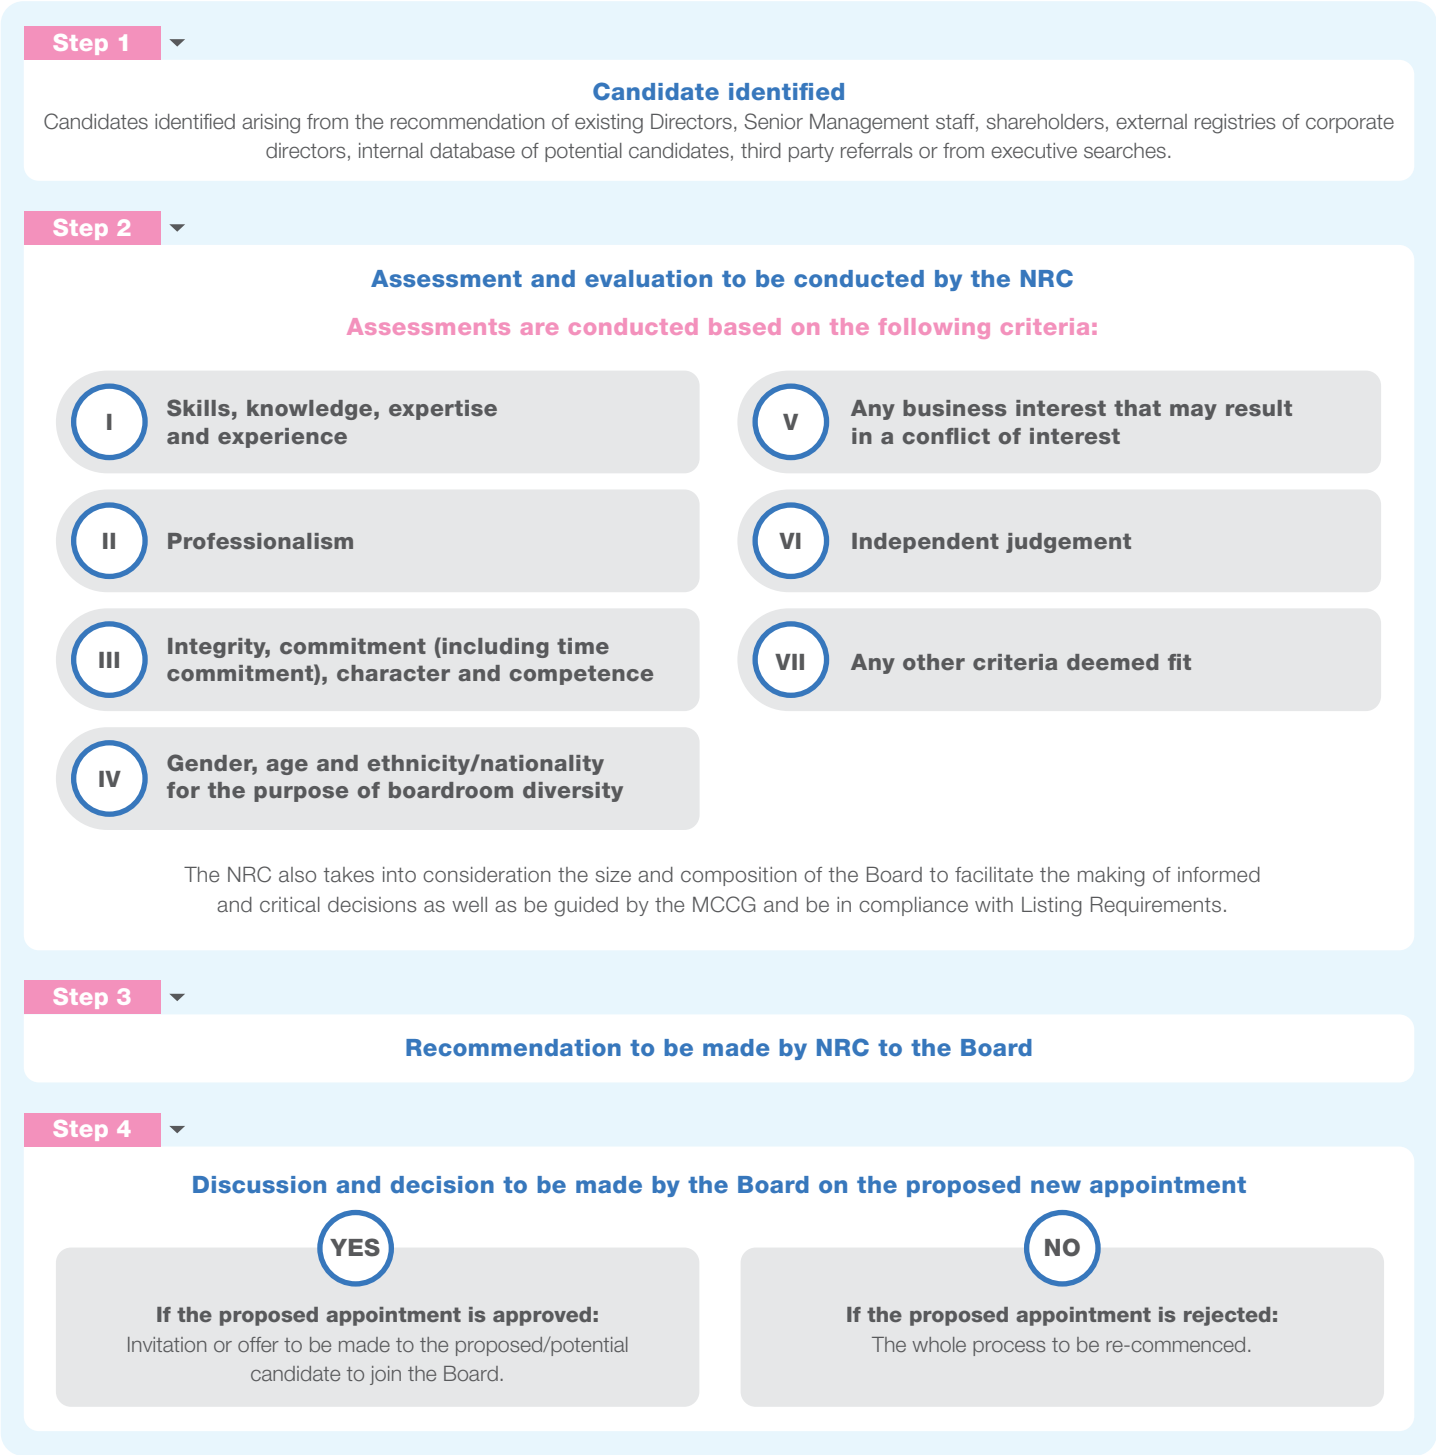 Step 1
Candidate identified
Candidates identified arising from the recommendation of existing Directors, Senior Management staff, shareholders, external registries of corporate
directors, internal database of potential candidates, third party referrals or from executive searches.
Step 2
Assessment and evaluation to be conducted by the NRC
Assessments are conducted based on the following criteria:
I
Skills, knowledge, expertise
and experience
II
Professionalism
III
Integrity, commitment (including time
commitment), character and competence
IV
Gender, age and ethnicity/nationality
for the purpose of boardroom diversity
V
Any business interest that may result
in a conflict of interest
VI
Independent judgement
VII
Any other criteria deemed fit
The NRC also takes into consideration the size and composition of the Board to facilitate the making of informed
and critical decisions as well as be guided by the MCCG and be in compliance with Listing Requirements.
Step 3
Recommendation to be made by NRC to the Board
Step 4
Discussion and decision to be made by the Board on the proposed new appointment
YES
If the proposed appointment is approved:
Invitation or offer to be made to the proposed/potential
candidate to join the Board.
NO
If the proposed appointment is rejected:
The whole process to be re-commenced.